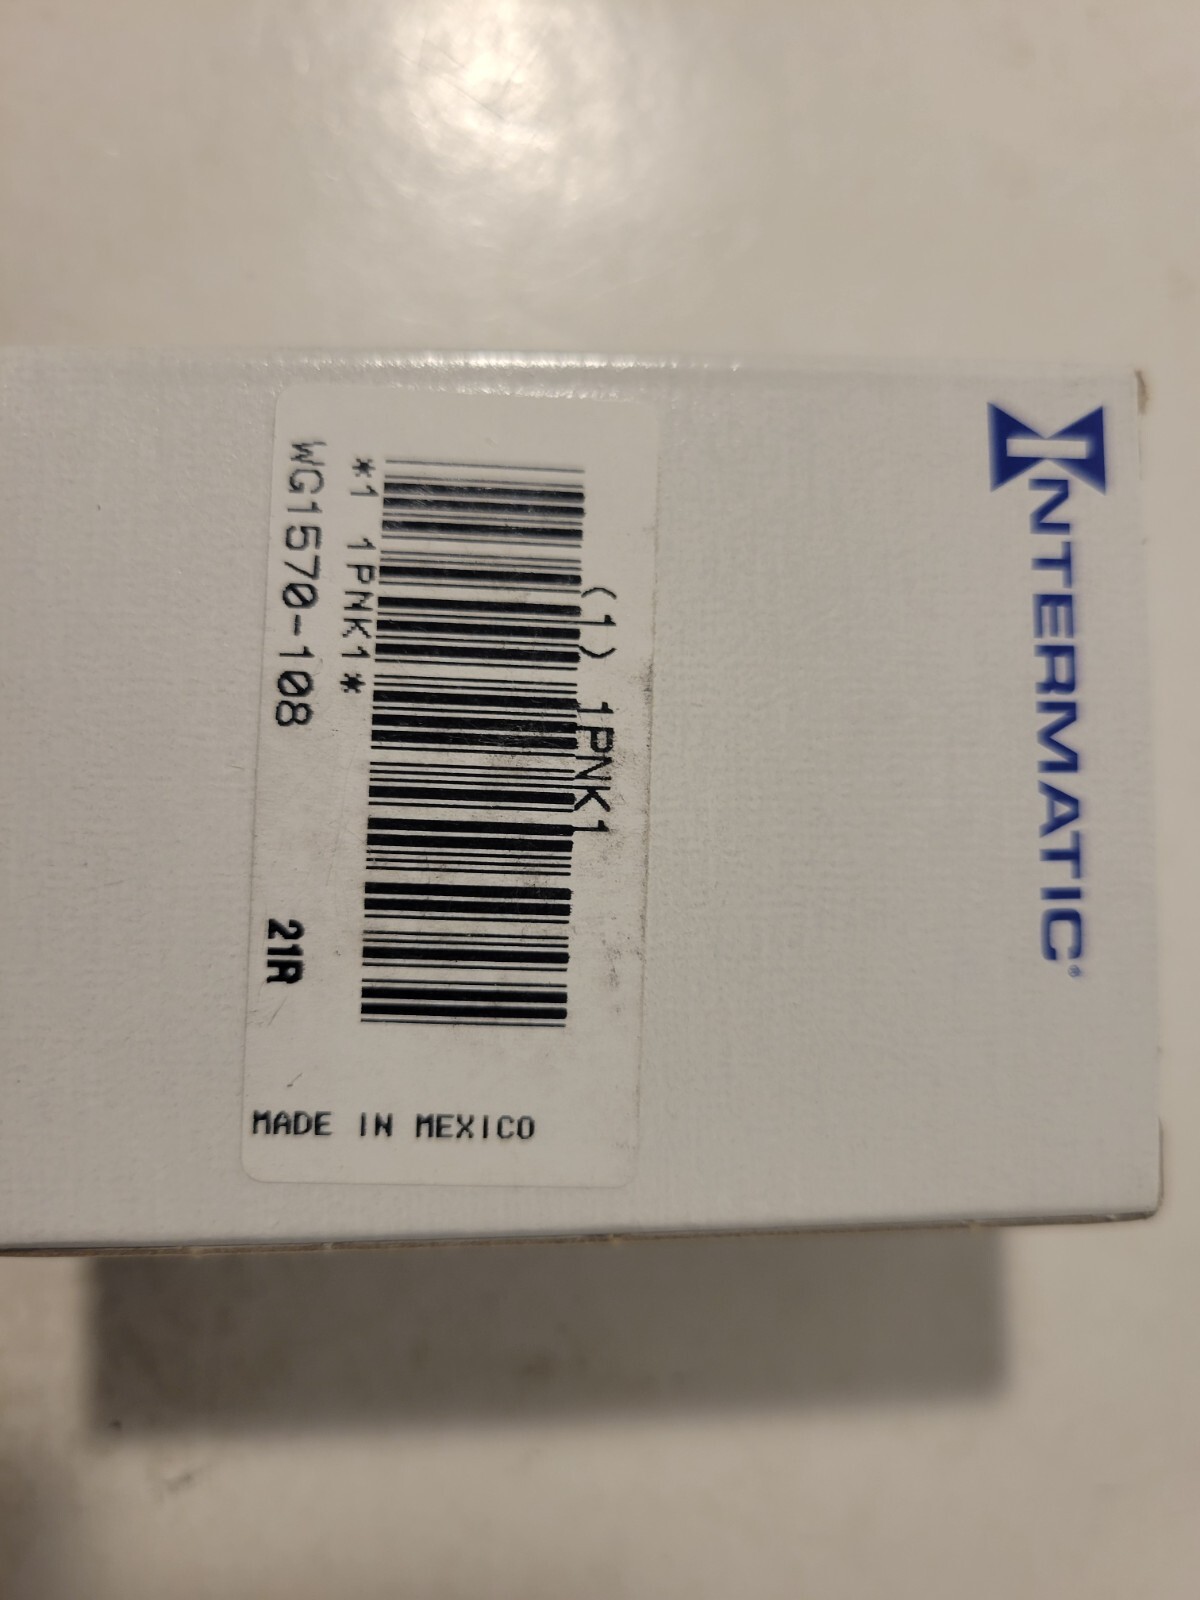 INTERMATIC®
(1) 1PNK1
*1 1PNK1*
WG1570-108
21R
MADE IN MEXICO